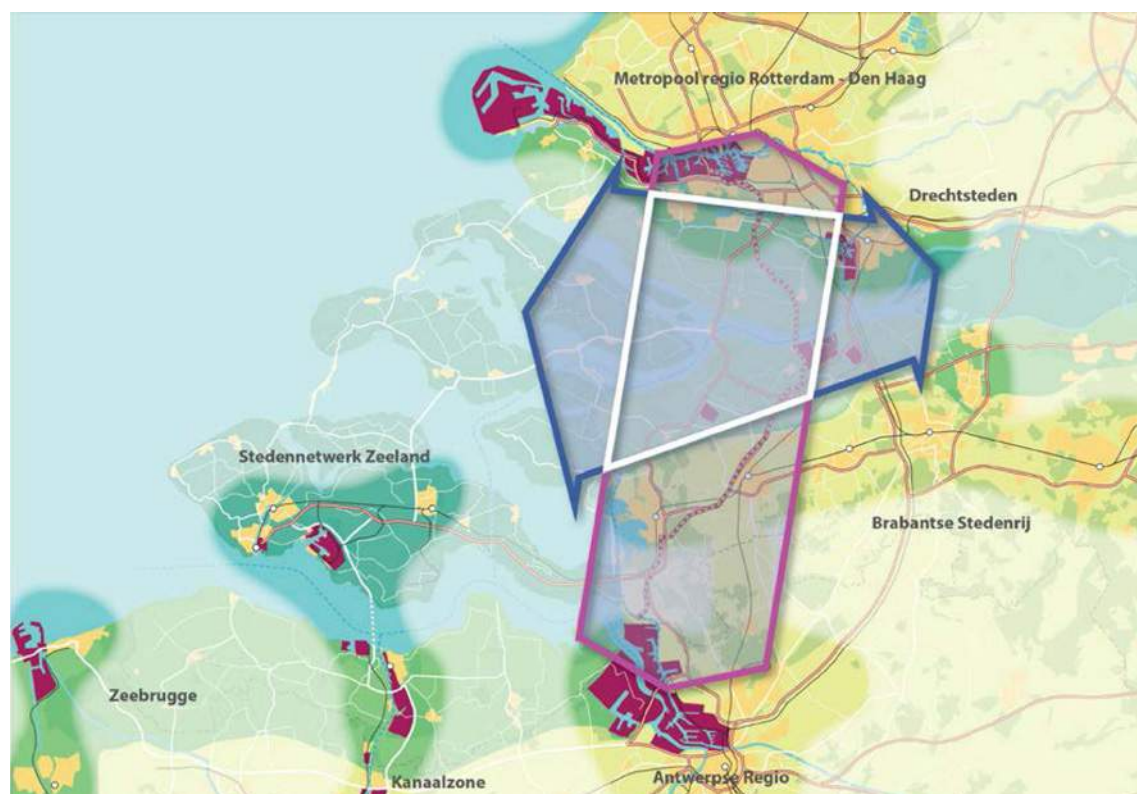 Metropool regio Rotterdam - Den Haag
Drechtsteden
Stedennetwerk Zeeland
Brabantse Stedenrij
Zeebrugge
Kanaalzone
Antwerpse Regio